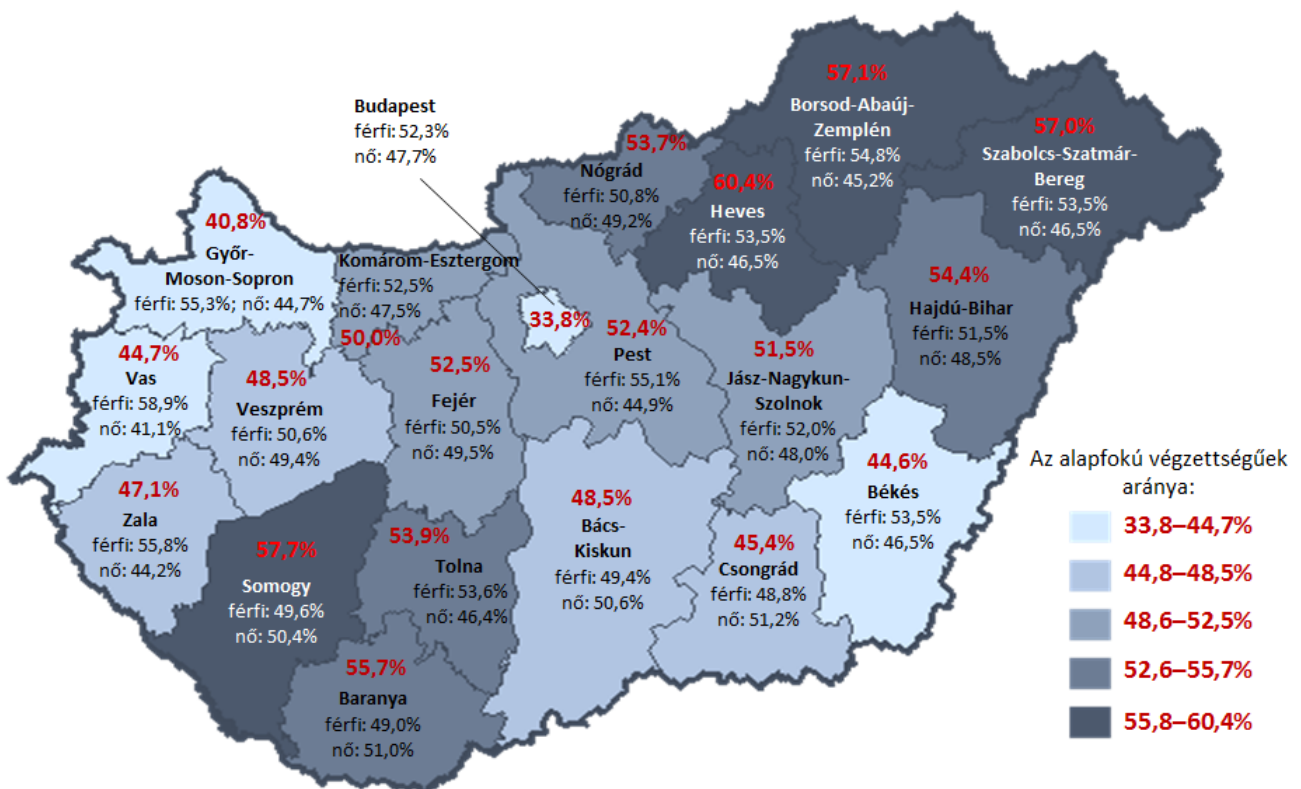 Budapest
férfi: 52,3%
nő: 47,7%
57,1%
Borsod-Abaúj-
Zemplén
férfi: 54,8%
nő: 45,2%
57,0%
Szabolcs-Szatmár-
Bereg
férfi: 53,5%
nő: 46,5%
53,7%
Nógrád
férfi: 50,8%
nő: 49,2%
60,4%
Heves
férfi: 53,5%
nő: 46,5%
40,8%
Győr-
Moson-Sopron
férfi: 55,3%; nő: 44,7%
Komárom-Esztergom
férfi: 52,5%
nő: 47,5%
50,0%
33,8%
52,4%
Pest
férfi: 55,1%
nő: 44,9%
54,4%
Hajdú-Bihar
férfi: 51,5%
nő: 48,5%
44,7%
Vas
férfi: 58,9%
nő: 41,1%
48,5%
Veszprém
férfi: 50,6%
nő: 49,4%
52,5%
Fejér
férfi: 50,5%
nő: 49,5%
51,5%
Jász-Nagykun-
Szolnok
férfi: 52,0%
nő: 48,0%
44,6%
Békés
férfi: 53,5%
nő: 46,5%
47,1%
Zala
férfi: 55,8%
nő: 44,2%
57,7%
Somogy
férfi: 49,6%
nő: 50,4%
53,9%
Tolna
férfi: 53,6%
nő: 46,4%
48,5%
Bács-
Kiskun
férfi: 49,4%
nő: 50,6%
45,4%
Csongrád
férfi: 48,8%
nő: 51,2%
55,7%
Baranya
férfi: 49,0%
nő: 51,0%
Az alapfokú végzettségűek
aránya:
33,8–44,7%
44,8–48,5%
48,6–52,5%
52,6–55,7%
55,8–60,4%